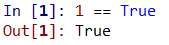 In [1]: 1 == True
Out[1]: True